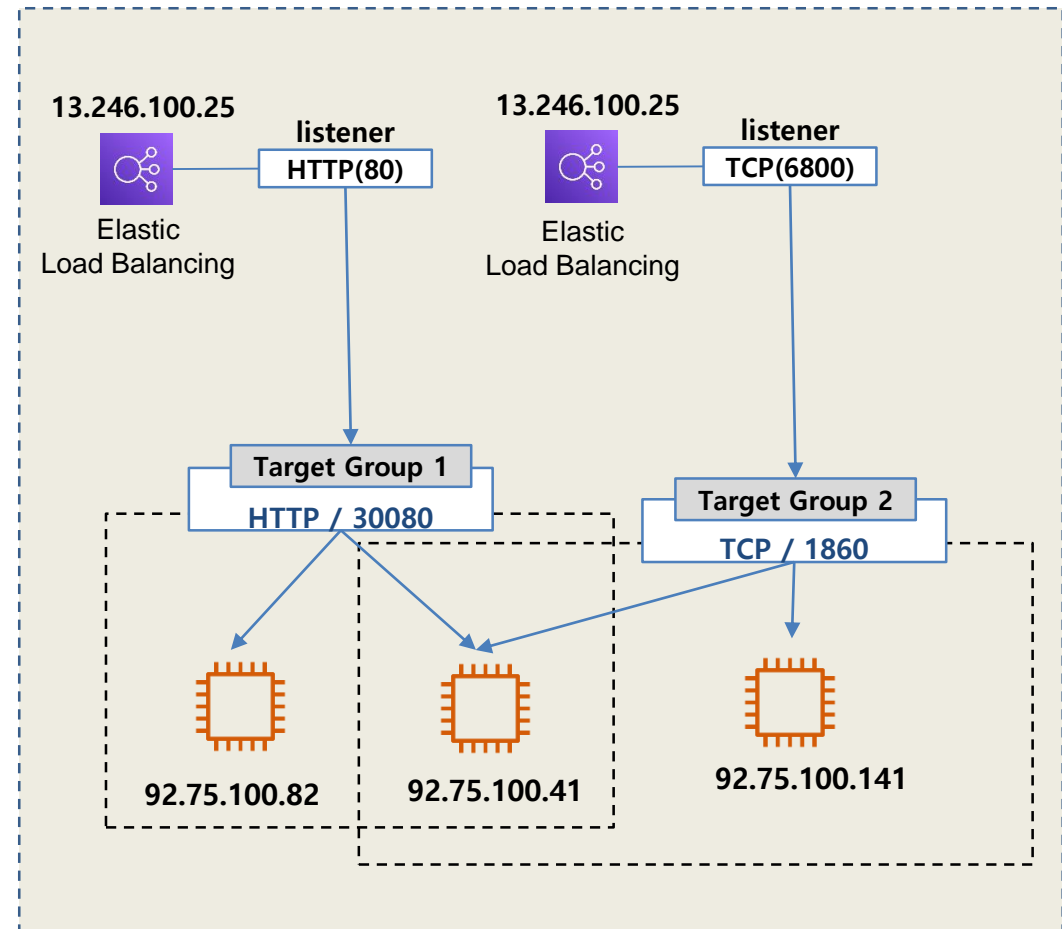 13.246.100.25
listener
HTTP(80)
Elastic
Load Balancing
13.246.100.25
listener
TCP(6800)
Elastic
Load Balancing
Target Group 1
HTTP / 30080
Target Group 2
TCP / 1860
92.75.100.82
92.75.100.41
92.75.100.141